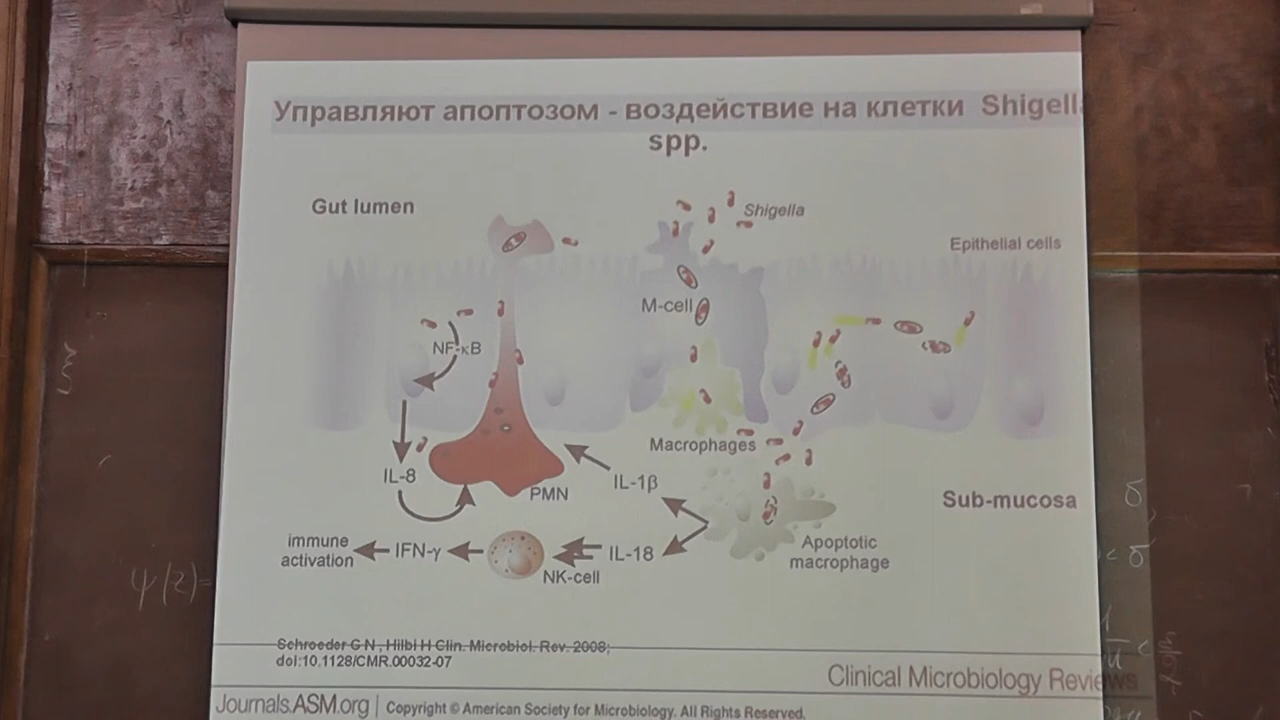 Управляют апоптозом - воздействие на клетки Shigell
spp.
Gut lumen
Shigella
Epithelial cells
M-cell
NF-κB
Macrophages
IL-8
IL-1β
PMN
Sub-mucosa
immune
activation
IFN-γ
NK-cell
IL-18
Apoptotic
macrophage
Schroeder G N , Hilbi H Clin. Microbiol. Rev. 2008;
doi:10.1128/CMR.00032-07
Clinical Microbiology Reviews
Journals.ASM.org | Copyright © American Society for Microbiology. All Rights Reserved.
ψ(z)=